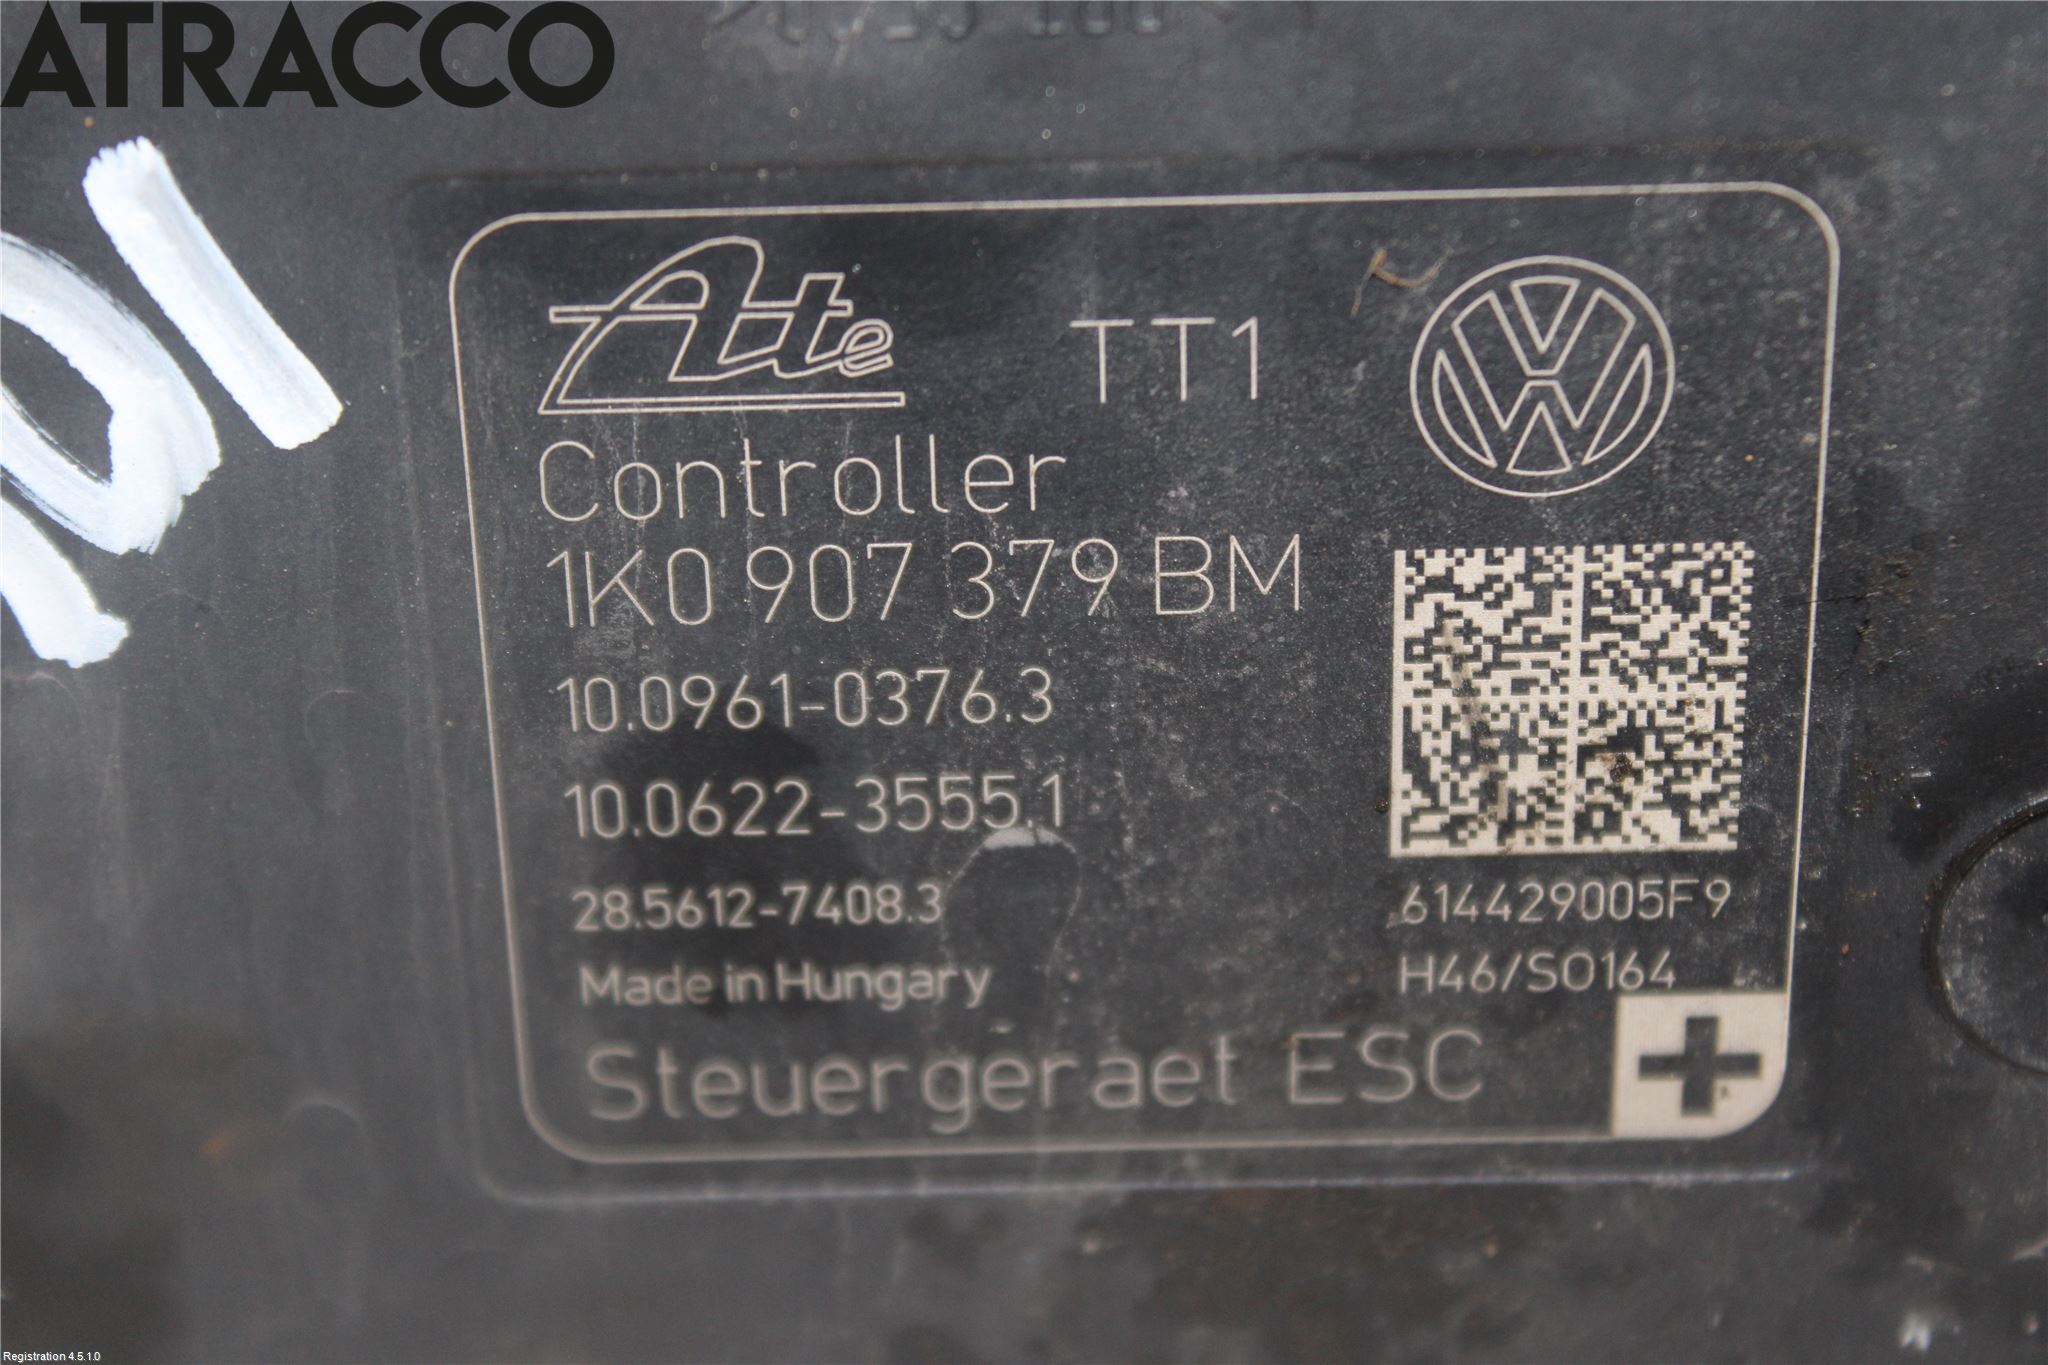 ATRACCO
Ate TT1
Controller
1K0 907 379 BM
10.0961-0376.3
10.0622-3555.1
28.5612-7408.3
614429005F9
Made in Hungary
H46/S0164
Steuergeraet ESC
Registration 4.5.1.0